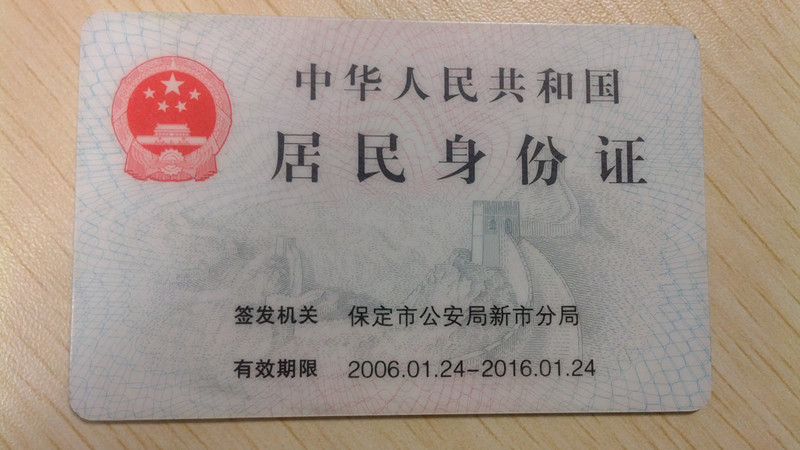 中华人民共和国
居民身份证
签发机关 保定市公安局新市分局
有效期限 2006.01.24-2016.01.24